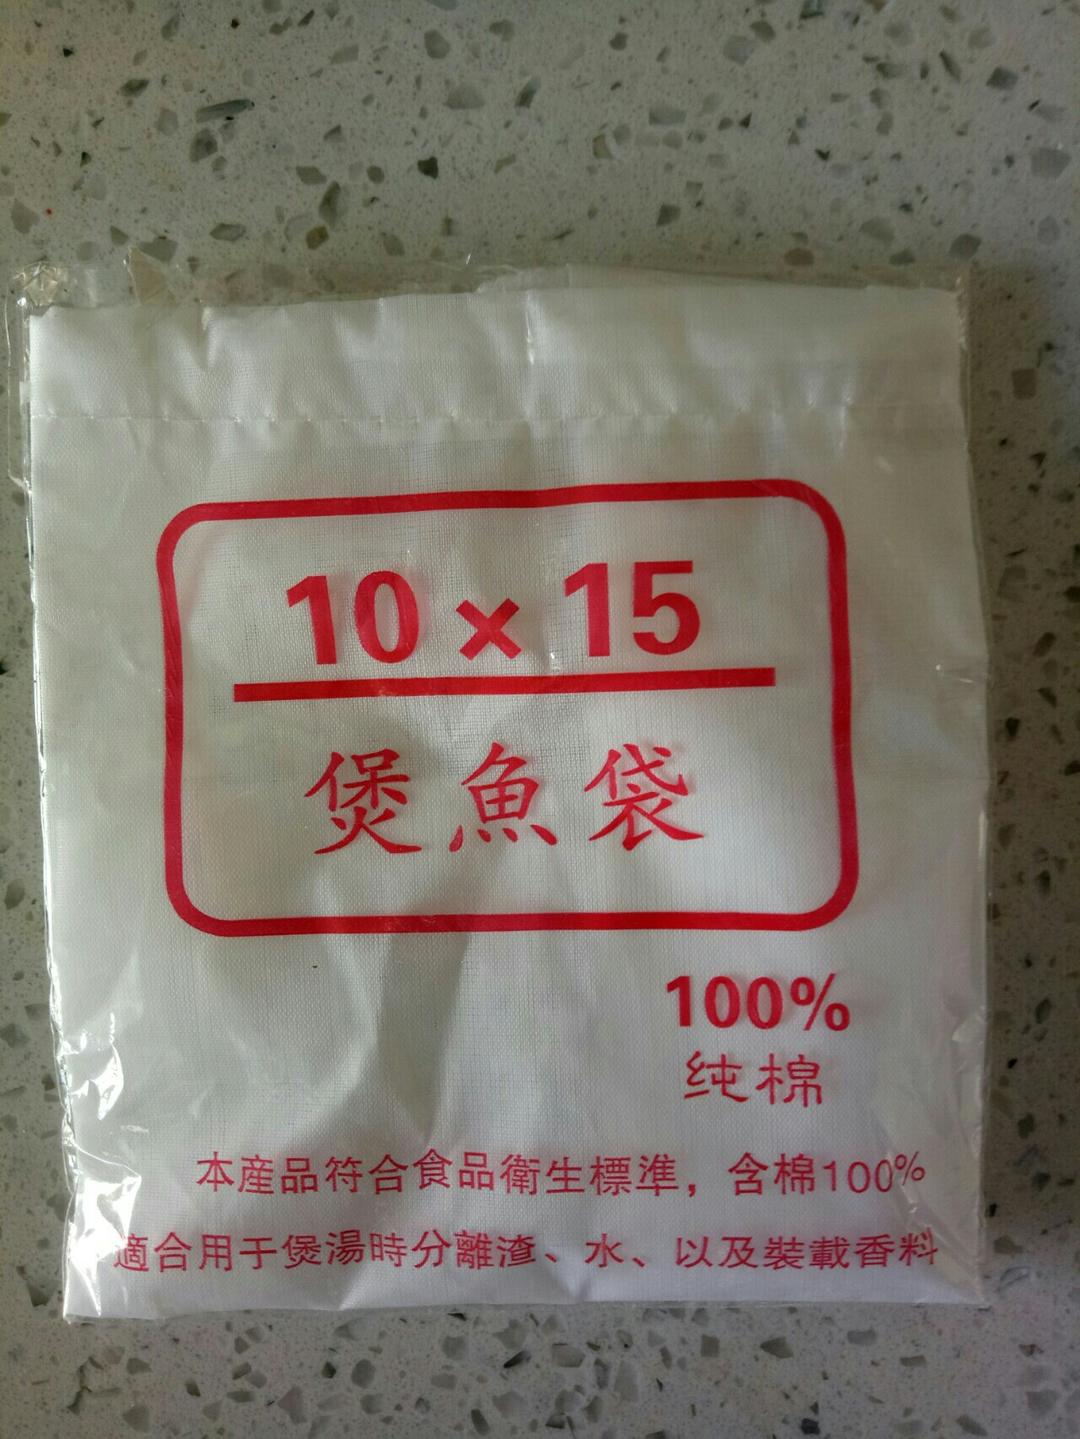 10 × 15
煲魚袋
100%
纯棉
本産品符合食品衛生標準，含棉100%
適合用于煲湯時分離渣、水、以及裝載香料